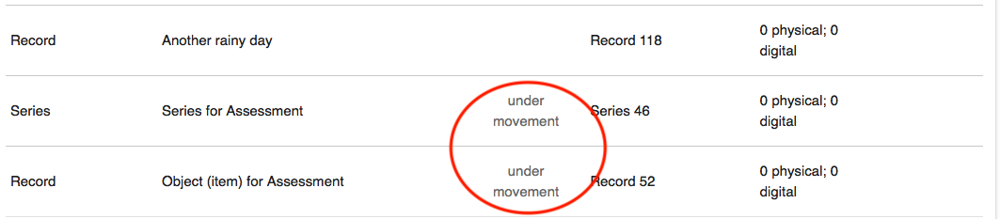 Record Another rainy day Record 118 0 physical; 0
digital
Series Series for Assessment under
movement Series 46 0 physical; 0
digital
Record Object (item) for Assessment under
movement Record 52 0 physical; 0
digital